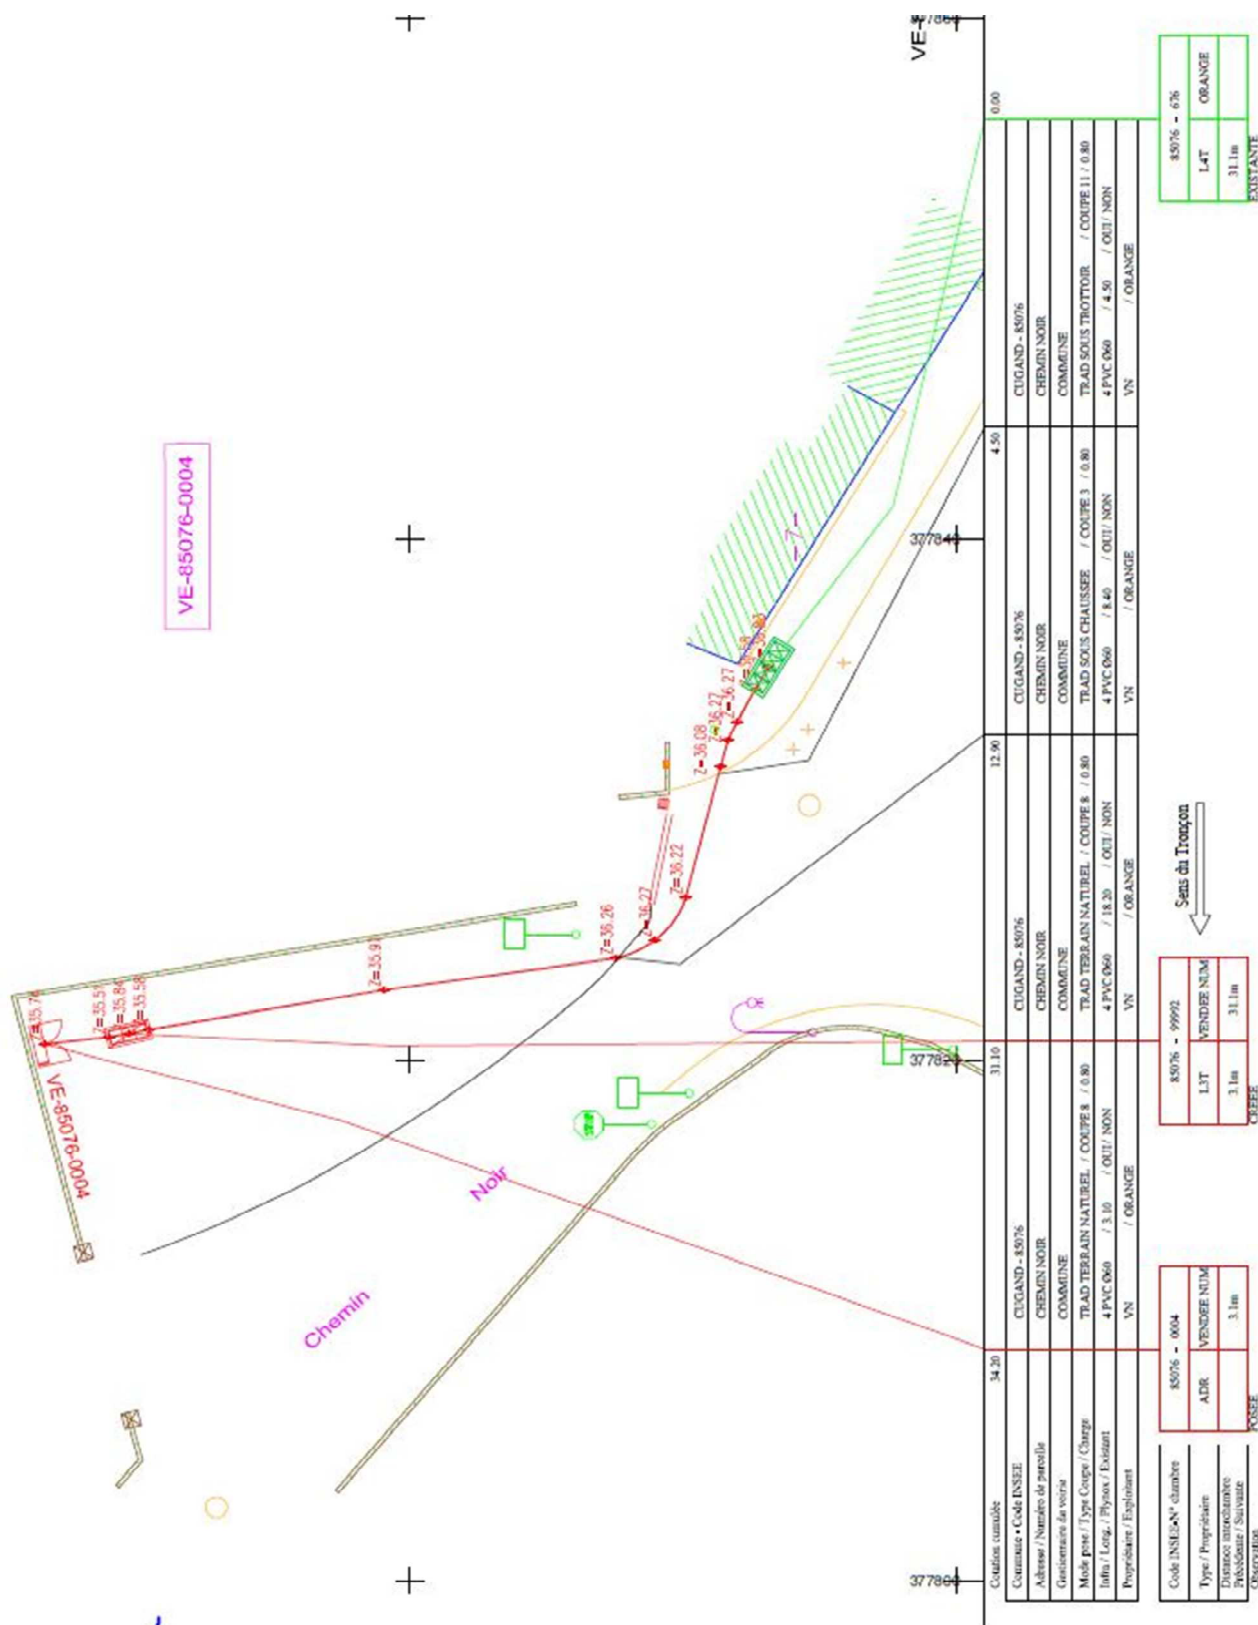 VE-85076-0004
VE-
377840
377820
377800
Z=36.27
Z=36.27
Z=36.08
Z=36.22
Z=36.27
Z=36.26
Z=35.51
Z=35.84
Z=35.58
VE-85076-0004
Noir
Chemin
STOP
Cotation cumulée 34.20 31.10 12.90 4.50 0.00
Commune • Code INSEE CUGAND - 85076 CUGAND - 85076 CUGAND - 85076 CUGAND - 85076
Adresse / Numéro de parcelle CHEMIN NOIR CHEMIN NOIR CHEMIN NOIR CHEMIN NOIR
Gestionnaire de voirie COMMUNE COMMUNE COMMUNE COMMUNE
Mode pose / Type Coupe / Charge TRAD TERRAIN NATUREL / COUPE 8 / 0.80 TRAD TERRAIN NATUREL / COUPE 8 / 0.80 TRAD SOUS CHAUSSEE / COUPE 3 / 0.80 TRAD SOUS TROTTOIR / COUPE 11 / 0.80
Infra / Long. / Plynox / Existant 4 PVC Ø60 / 3.10 / OUI / NON 4 PVC Ø60 / 18.20 / OUI / NON 4 PVC Ø60 / 8.40 / OUI / NON 4 PVC Ø60 / 4.50 / OUI / NON
Propriétaire / Exploitant VN / ORANGE VN / ORANGE VN / ORANGE VN / ORANGE
Sens du Tronçon
Code INSEE•N° chambre 85076 - 0004 85076 - 99992 85076 - 676
Type / Propriétaire ADR VENDEE NUM L3T VENDEE NUM L4T ORANGE
Distance interchambre
Précédente / Suivante 3.1m 3.1m 31.1m 31.1m
Observation POSEE CREEE EXISTANTE